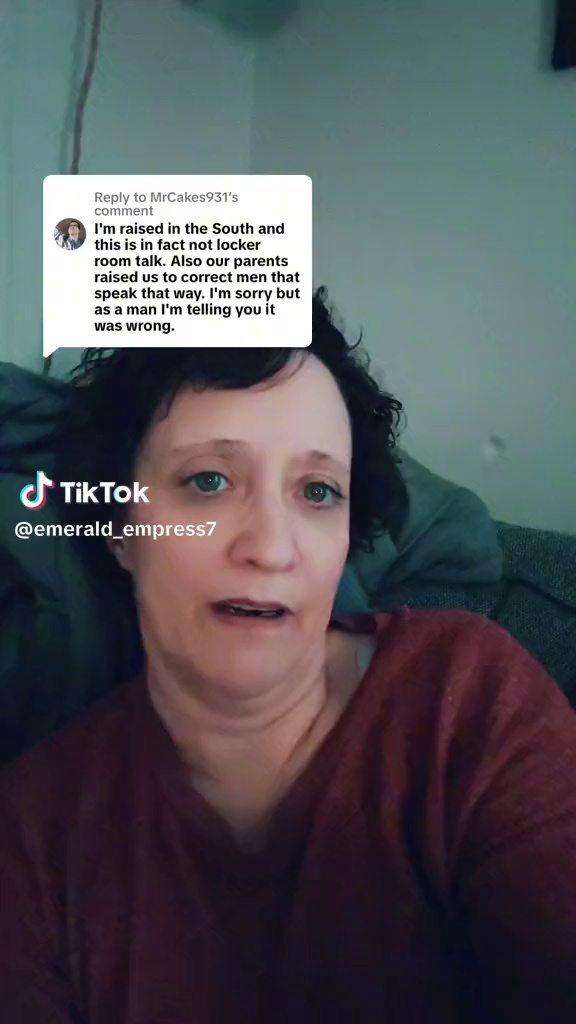 Reply to MrCakes931's
comment
I'm raised in the South and
this is in fact not locker
room talk. Also our parents
raised us to correct men that
speak that way. I'm sorry but
as a man I'm telling you it
was wrong.
TikTok
@emerald_empress7